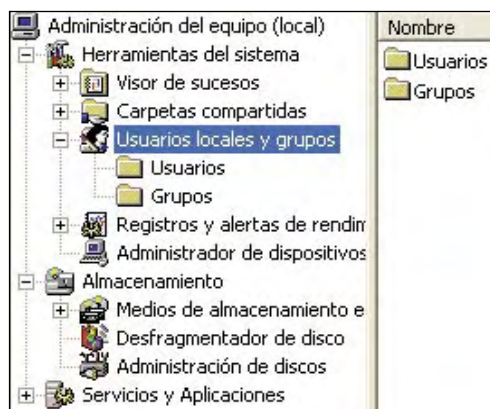 Administración del equipo (local)
Herramientas del sistema
Visor de sucesos
Carpetas compartidas
Usuarios locales y grupos
Usuarios
Grupos
Registros y alertas de rendim
Administrador de dispositivos
Almacenamiento
Medios de almacenamiento e
Desfragmentador de disco
Administración de discos
Servicios y Aplicaciones
Nombre
Usuarios
Grupos